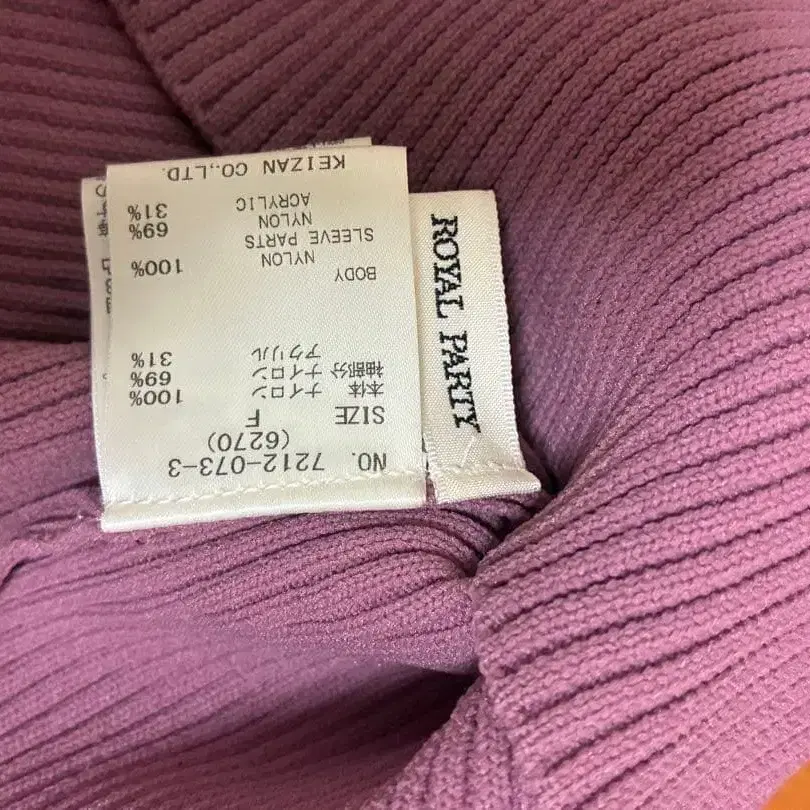 NO. 7212-073-3
(6270)
SIZE F
本体 ナイロン 100%
袖部分 ナイロン 69%
アクリル 31%
BODY
NYLON 100%
SLEEVE PARTS
NYLON 69%
ACRYLIC 31%
KEIZAN CO.,LTD.
ROYAL PARTY